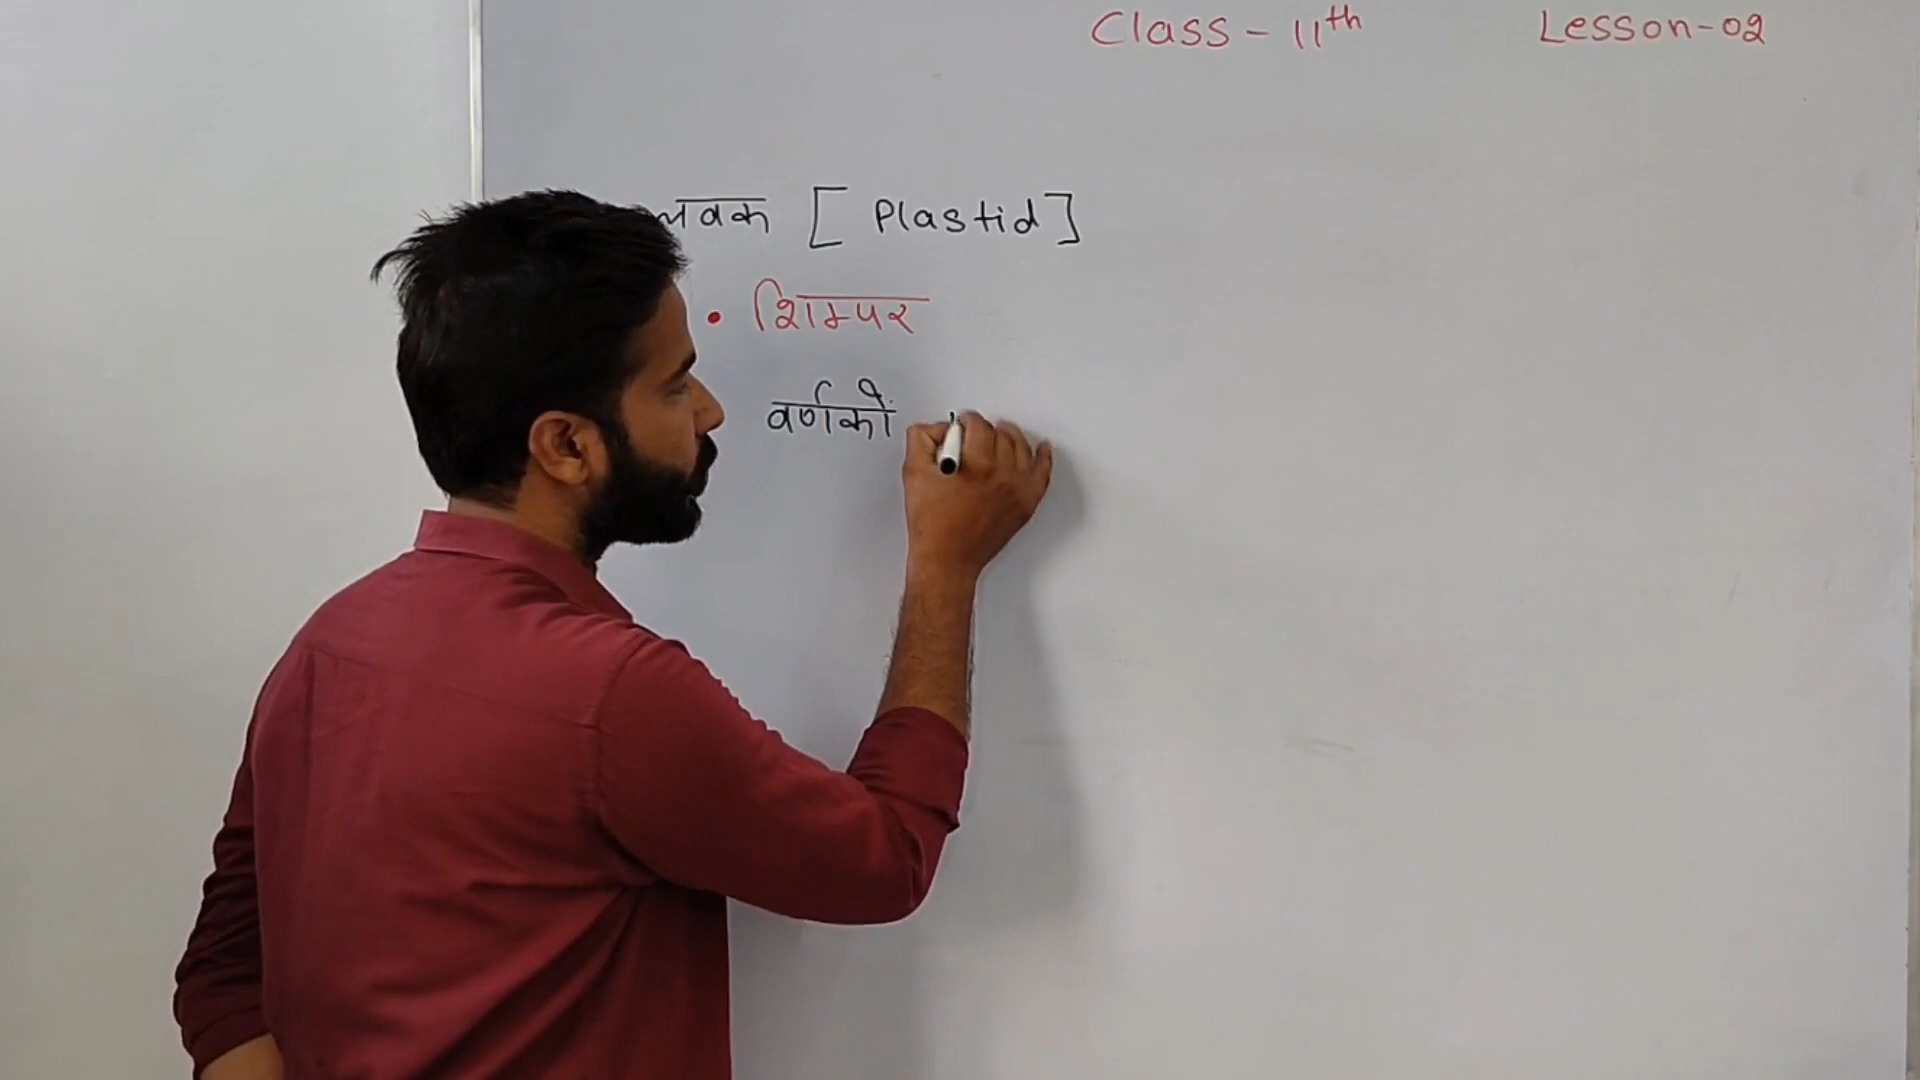 Class - 11th Lesson-02
लवक [ Plastid ]
• शिम्पर
वर्णकों